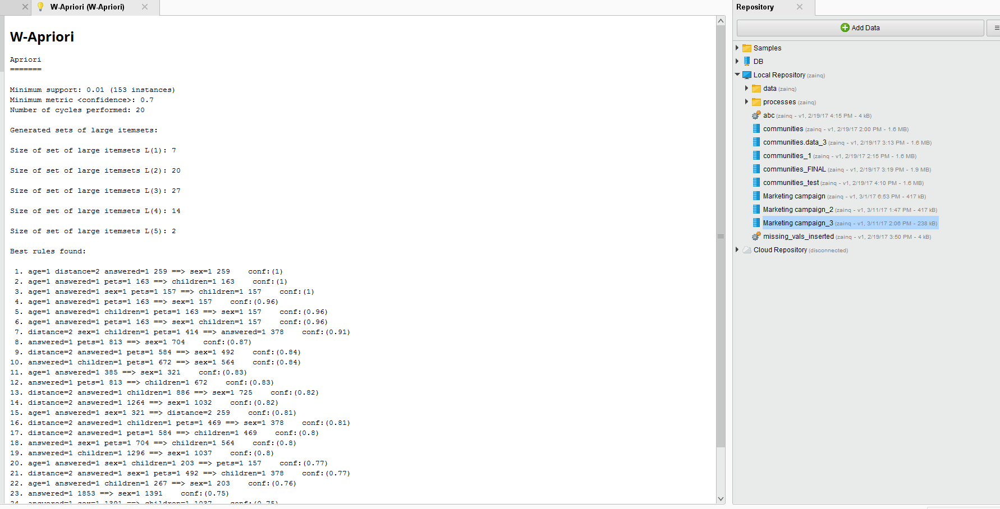 W-Apriori (W-Apriori)
W-Apriori
Apriori
=======
Minimum support: 0.01 (153 instances)
Minimum metric <confidence>: 0.7
Number of cycles performed: 20
Generated sets of large itemsets:
Size of set of large itemsets L(1): 7
Size of set of large itemsets L(2): 20
Size of set of large itemsets L(3): 27
Size of set of large itemsets L(4): 14
Size of set of large itemsets L(5): 2
Best rules found:
1. age=1 distance=2 answered=1 259 ==> sex=1 259    conf:(1)
2. age=1 answered=1 pets=1 163 ==> children=1 163    conf:(1)
3. age=1 answered=1 sex=1 pets=1 157 ==> children=1 157    conf:(1)
4. age=1 answered=1 pets=1 163 ==> sex=1 157    conf:(0.96)
5. age=1 answered=1 children=1 pets=1 163 ==> sex=1 157    conf:(0.96)
6. age=1 answered=1 pets=1 163 ==> sex=1 children=1 157    conf:(0.96)
7. distance=2 sex=1 children=1 pets=1 414 ==> answered=1 378    conf:(0.91)
8. answered=1 pets=1 813 ==> sex=1 704    conf:(0.87)
9. distance=2 answered=1 pets=1 584 ==> sex=1 492    conf:(0.84)
10. answered=1 children=1 pets=1 672 ==> sex=1 564    conf:(0.84)
11. age=1 answered=1 385 ==> sex=1 321    conf:(0.83)
12. answered=1 pets=1 813 ==> children=1 672    conf:(0.83)
13. distance=2 answered=1 children=1 886 ==> sex=1 725    conf:(0.82)
14. distance=2 answered=1 1264 ==> sex=1 1032    conf:(0.82)
15. age=1 answered=1 sex=1 321 ==> distance=2 259    conf:(0.81)
16. distance=2 answered=1 children=1 pets=1 469 ==> sex=1 378    conf:(0.81)
17. distance=2 answered=1 pets=1 584 ==> children=1 469    conf:(0.8)
18. answered=1 sex=1 pets=1 704 ==> children=1 564    conf:(0.8)
19. answered=1 children=1 1296 ==> sex=1 1037    conf:(0.8)
20. age=1 answered=1 sex=1 children=1 203 ==> pets=1 157    conf:(0.77)
21. distance=2 answered=1 sex=1 pets=1 492 ==> children=1 378    conf:(0.77)
22. age=1 answered=1 children=1 267 ==> sex=1 203    conf:(0.76)
23. answered=1 1853 ==> sex=1 1391    conf:(0.75)
24. answered=1 sex=1 1391 ==> children=1 1037    conf:(0.75)
Repository
Add Data
Samples
DB
Local Repository (zainq)
data (zainq)
processes (zainq)
abc (zainq - v1, 2/19/17 4:15 PM - 4 kB)
communities (zainq - v1, 2/19/17 2:00 PM - 1.6 MB)
communities.data_3 (zainq - v1, 2/19/17 3:13 PM - 1.6 MB)
communities_1 (zainq - v1, 2/19/17 2:15 PM - 1.6 MB)
communities_FINAL (zainq - v1, 2/19/17 3:19 PM - 1.9 MB)
communities_test (zainq - v1, 2/19/17 4:10 PM - 1.6 MB)
Marketing campaign (zainq - v1, 3/1/17 6:53 PM - 417 kB)
Marketing campaign_2 (zainq - v1, 3/11/17 1:47 PM - 417 kB)
Marketing campaign_3 (zainq - v1, 3/11/17 2:06 PM - 238 kB)
missing_vals_inserted (zainq - v1, 2/19/17 3:50 PM - 4 kB)
Cloud Repository (disconnected)